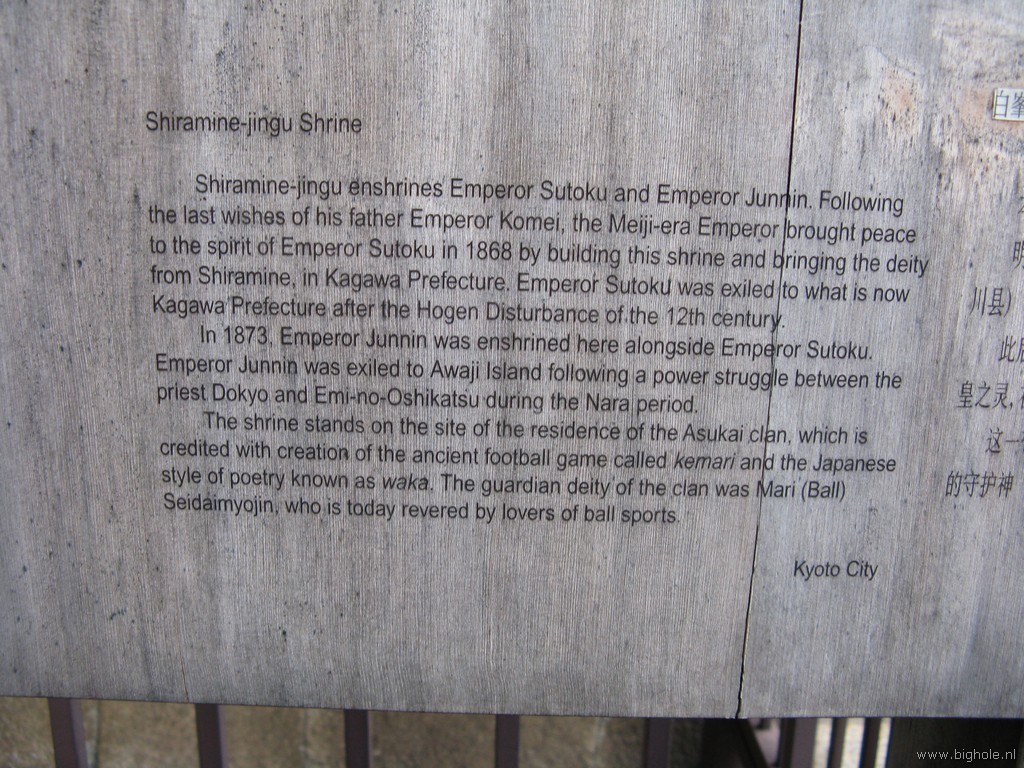 Shiramine-jingu Shrine
Shiramine-jingu enshrines Emperor Sutoku and Emperor Junnin. Following
the last wishes of his father Emperor Komei, the Meiji-era Emperor brought peace
to the spirit of Emperor Sutoku in 1868 by building this shrine and bringing the deity
from Shiramine, in Kagawa Prefecture. Emperor Sutoku was exiled to what is now
Kagawa Prefecture after the Hogen Disturbance of the 12th century.
In 1873, Emperor Junnin was enshrined here alongside Emperor Sutoku.
Emperor Junnin was exiled to Awaji Island following a power struggle between the
priest Dokyo and Emi-no-Oshikatsu during the Nara period.
The shrine stands on the site of the residence of the Asukai clan, which is
credited with creation of the ancient football game called kemari and the Japanese
style of poetry known as waka. The guardian deity of the clan was Mari (Ball)
Seidaimyojin, who is today revered by lovers of ball sports.
Kyoto City
白峯
明
川县)
此
皇之灵,
这一
的守护神
www.bighole.nl